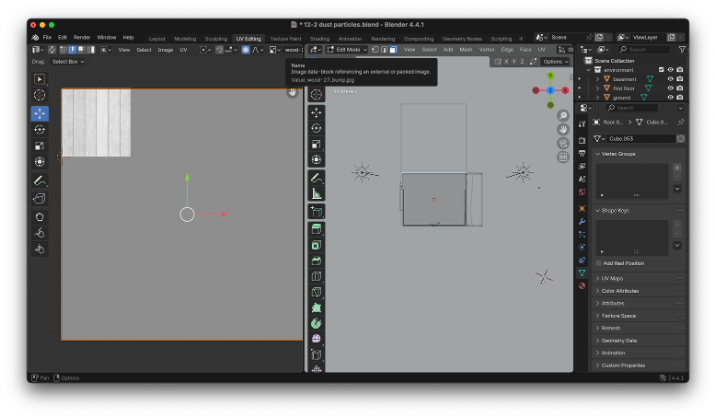 * 12-2 dust particles.blend - Blender 4.4.1
File Edit Render Window Help
Layout Modeling Sculpting UV Editing Texture Paint Shading Animation Rendering Compositing Geometry Nodes Scripting +
Scene
ViewLayer
View Select Image UV
wood-
Edit Mode
View Select Add Mesh Vertex Edge Face UV
Drag: Select Box
X Y Z
Options
Name
Image data-block referencing an external or packed image.
Value: wood-27_bump.jpg
Scene Collection
environment
basement
first floor
ground
floor.0...
Cube.0...
Cube.053
Vertex Groups
Shape Keys
Add Rest Position
UV Maps
Color Attributes
Attributes
Texture Space
Remesh
Geometry Data
Animation
Custom Properties
Pan
Options
4.4.1